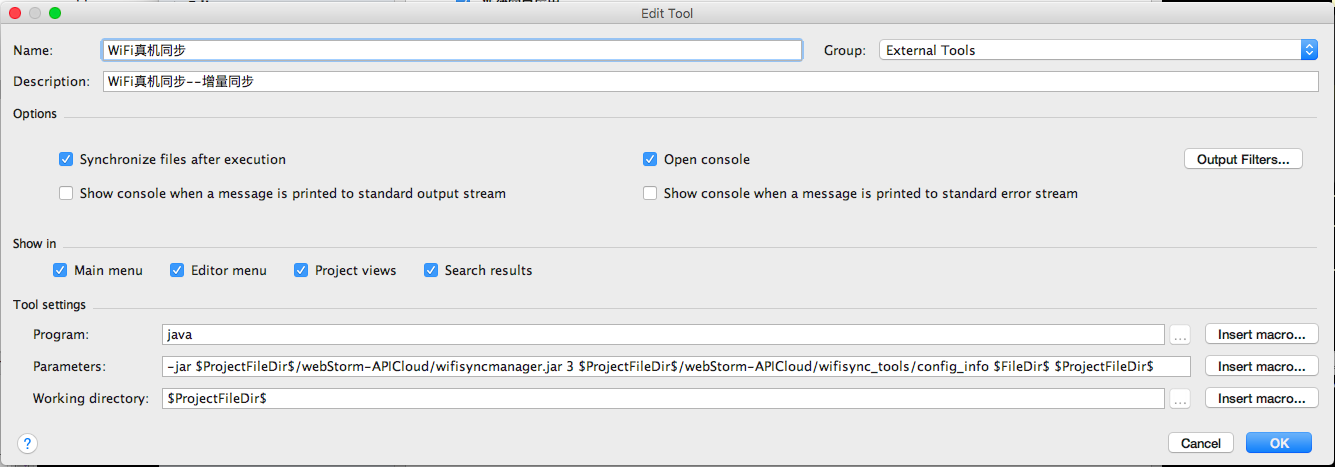 Edit Tool
Name: WiFi真机同步 Group: External Tools
Description: WiFi真机同步--增量同步
Options
Synchronize files after execution Open console Output Filters...
Show console when a message is printed to standard output stream Show console when a message is printed to standard error stream
Show in
Main menu Editor menu Project views Search results
Tool settings
Program: java ... Insert macro...
Parameters: -jar $ProjectFileDir$/webStorm-APICloud/wifisyncmanager.jar 3 $ProjectFileDir$/webStorm-APICloud/wifisync_tools/config_info $FileDir$ $ProjectFileDir$ Insert macro...
Working directory: $ProjectFileDir$ ... Insert macro...
? Cancel OK